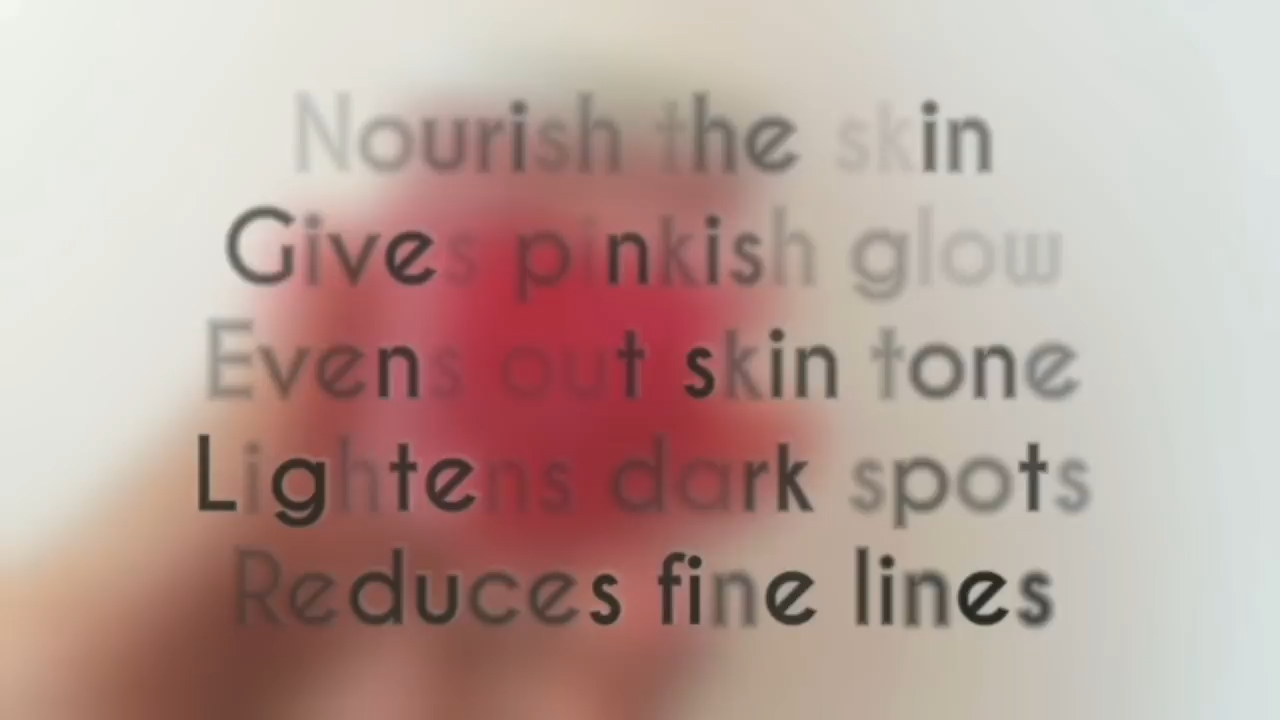 Nourish the skin
Gives pinkish glow
Evens out skin tone
Lightens dark spots
Reduces fine lines